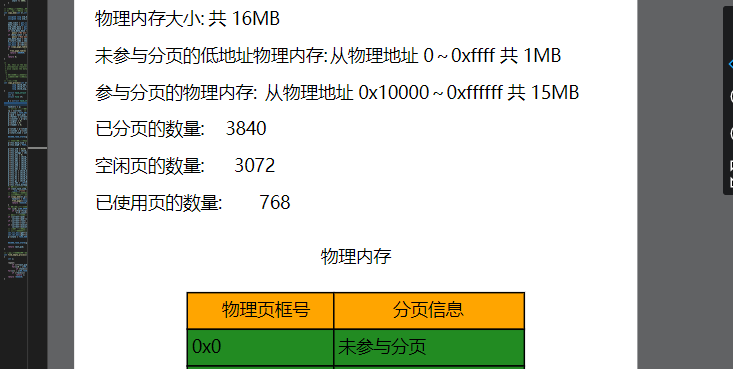 物理内存大小: 共 16MB
未参与分页的低地址物理内存: 从物理地址 0~0xffff 共 1MB
参与分页的物理内存: 从物理地址 0x10000~0xffffff 共 15MB
已分页的数量: 3840
空闲页的数量: 3072
已使用页的数量: 768
物理内存
物理页框号 分页信息
0x0 未参与分页